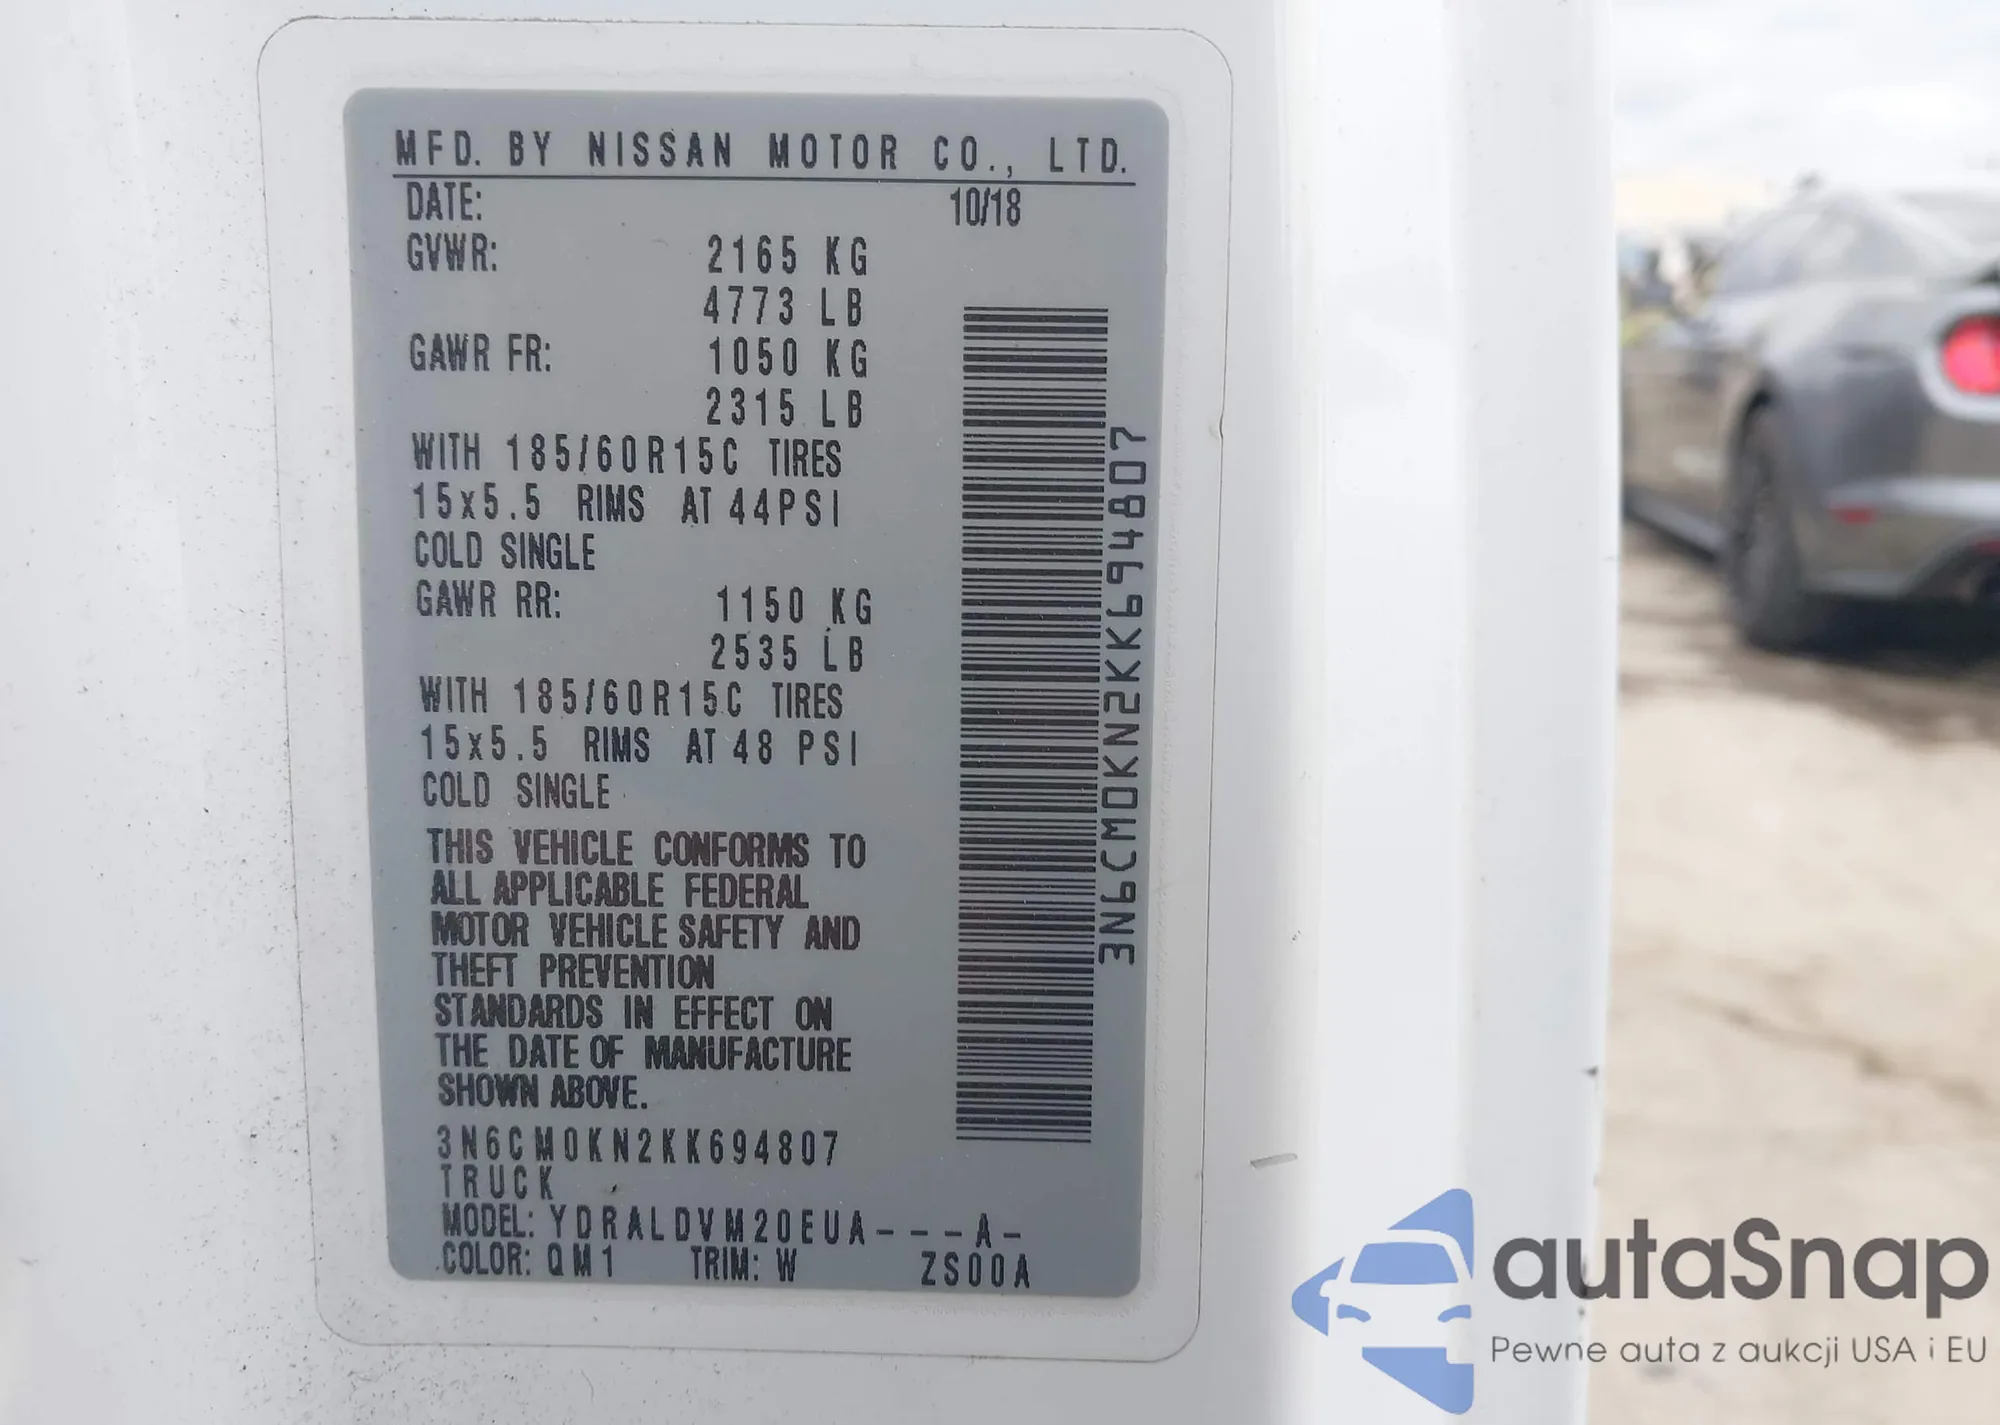 MFD. BY NISSAN MOTOR CO., LTD.
DATE: 10/18
GVWR: 2165 KG
4773 LB
GAWR FR: 1050 KG
2315 LB
WITH 185/60R15C TIRES
15x5.5 RIMS AT 44PSI
COLD SINGLE
GAWR RR: 1150 KG
2535 LB
WITH 185/60R15C TIRES
15x5.5 RIMS AT 48 PSI
COLD SINGLE
THIS VEHICLE CONFORMS TO
ALL APPLICABLE FEDERAL
MOTOR VEHICLE SAFETY AND
THEFT PREVENTION
STANDARDS IN EFFECT ON
THE DATE OF MANUFACTURE
SHOWN ABOVE.
3N6CM0KN2KK694807
TRUCK
MODEL: YDRALDVM20EUA---A-
COLOR: QM1 TRIM: W ZS00A
3N6CM0KN2KK694807
autaSnap
Pewne auta z aukcji USA i EU